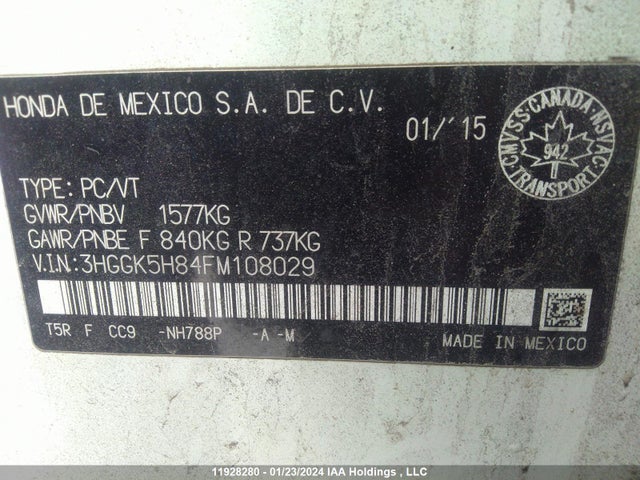 HONDA DE MEXICO S.A. DE C.V.
01/'15
CMVSS·CANADA·NSVAC
942
TRANSPORT
TYPE: PC/VT
GVWR/PNBV 1577KG
GAWR/PNBE F 840KG R 737KG
V.I.N:3HGGK5H84FM108029
T5R F CC9 -NH788P -A -M
MADE IN MEXICO
11928280 - 01/23/2024 IAA Holdings , LLC